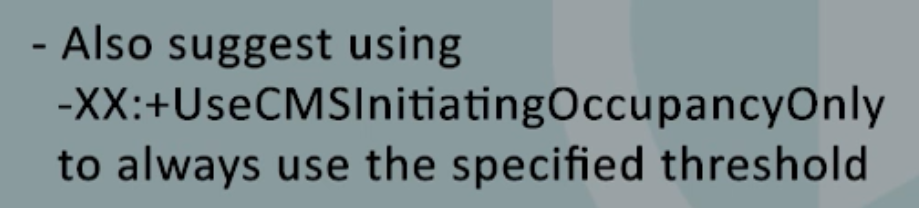 - Also suggest using
-XX:+UseCMSInitiatingOccupancyOnly
to always use the specified threshold